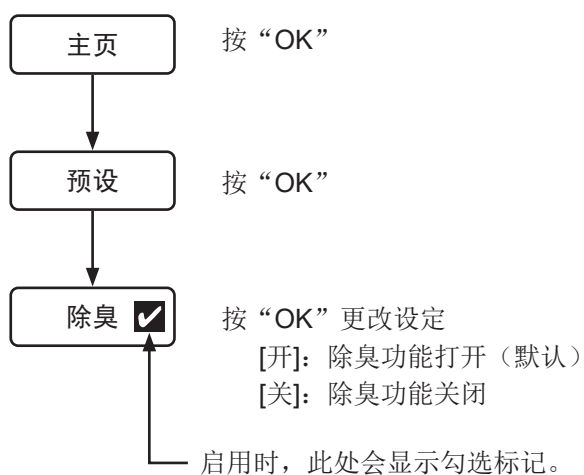 主页 按“OK”
预设 按“OK”
除臭 ✔ 按“OK”更改设定
[开]：除臭功能打开（默认）
[关]：除臭功能关闭
启用时，此处会显示勾选标记。